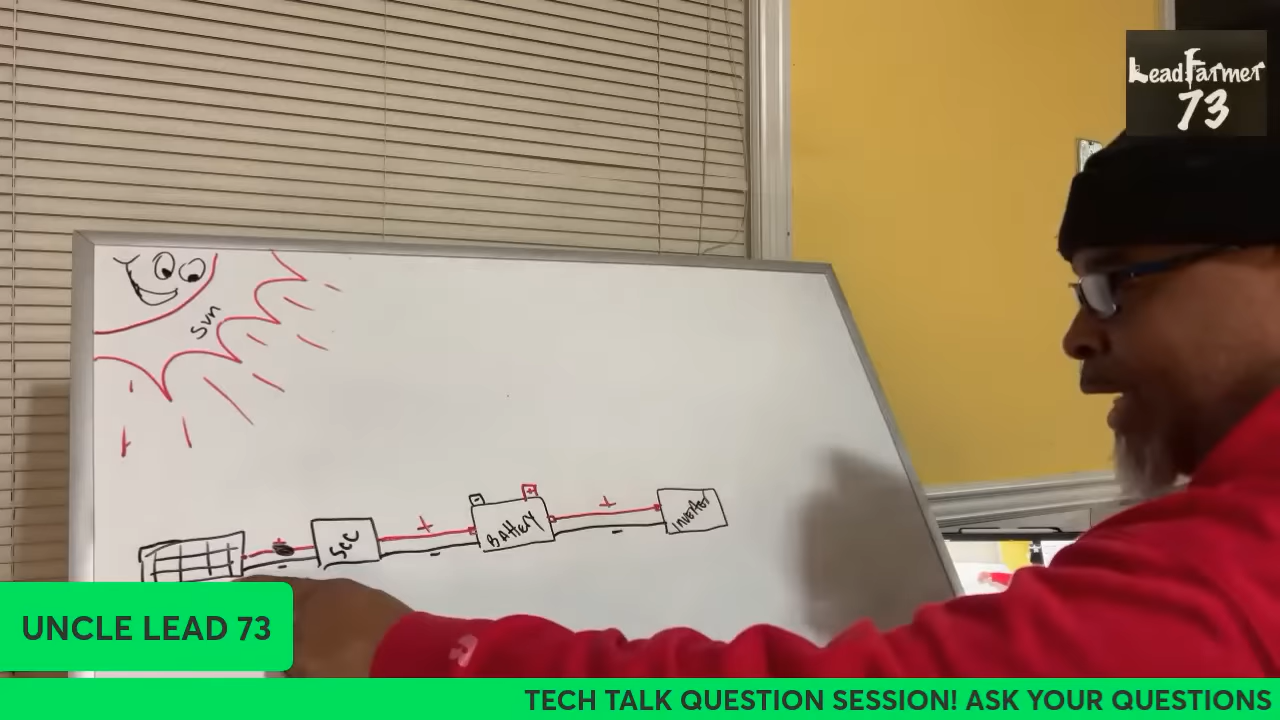 LeadFarmer
73
Sun
+
-
SCC
+
-
- +
BAttery
+
-
INVERTER
UNCLE LEAD 73
TECH TALK QUESTION SESSION! ASK YOUR QUESTIONS